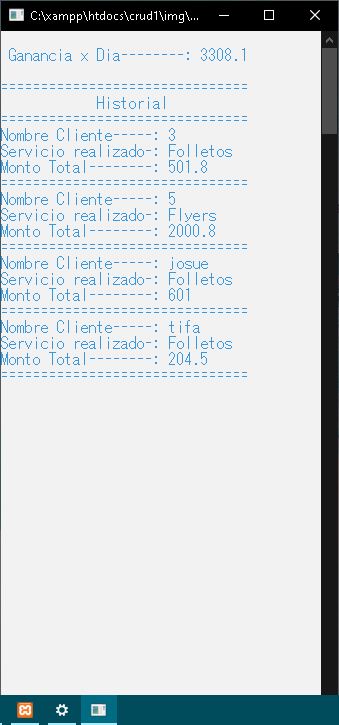 C:\xampp\htdocs\crud1\img\...
Ganancia x Dia--------: 3308.1
===============================
Historial
===============================
Nombre Cliente-----: 3
Servicio realizado-: Folletos
Monto Total--------: 501.8
===============================
Nombre Cliente-----: 5
Servicio realizado-: Flyers
Monto Total--------: 2000.8
===============================
Nombre Cliente-----: josue
Servicio realizado-: Folletos
Monto Total--------: 601
===============================
Nombre Cliente-----: tifa
Servicio realizado-: Folletos
Monto Total--------: 204.5
===============================